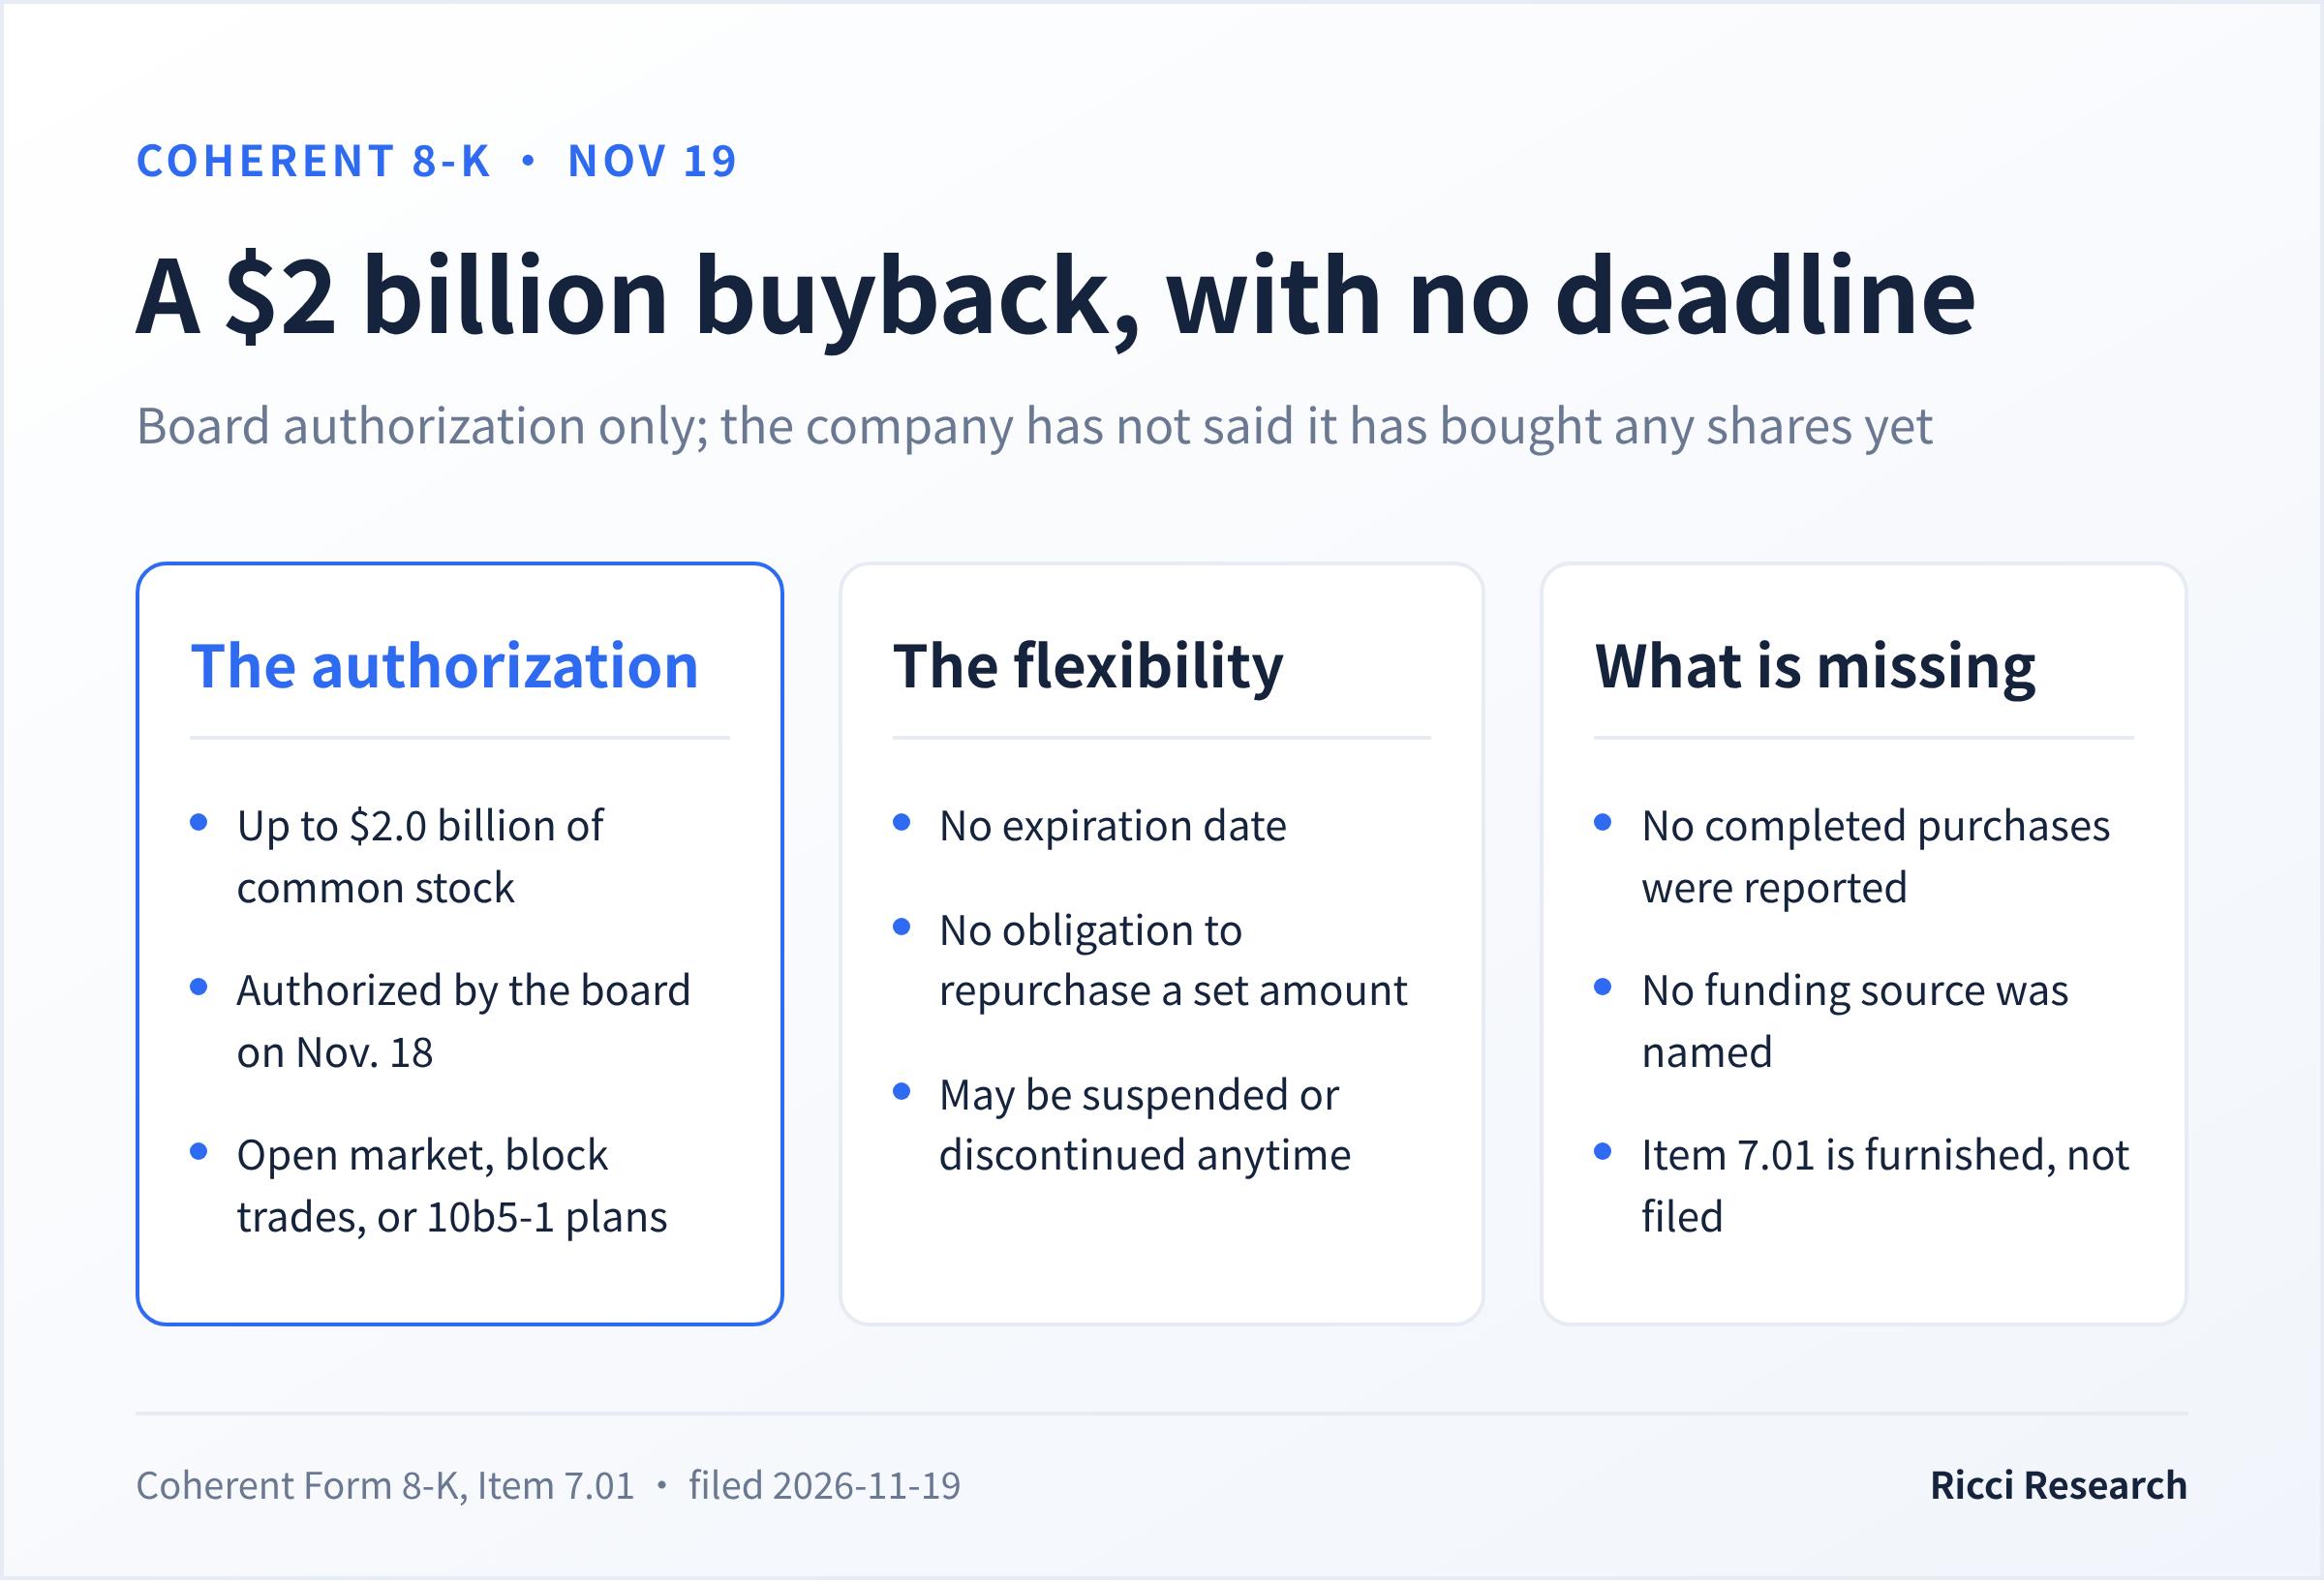 COHERENT 8-K • NOV 19
A $2 billion buyback, with no deadline
Board authorization only; the company has not said it has bought any shares yet
The authorization
• Up to $2.0 billion of
common stock
• Authorized by the board
on Nov. 18
• Open market, block
trades, or 10b5-1 plans
The flexibility
• No expiration date
• No obligation to
repurchase a set amount
• May be suspended or
discontinued anytime
What is missing
• No completed purchases
were reported
• No funding source was
named
• Item 7.01 is furnished, not
filed
Coherent Form 8-K, Item 7.01 • filed 2026-11-19
Ricci Research